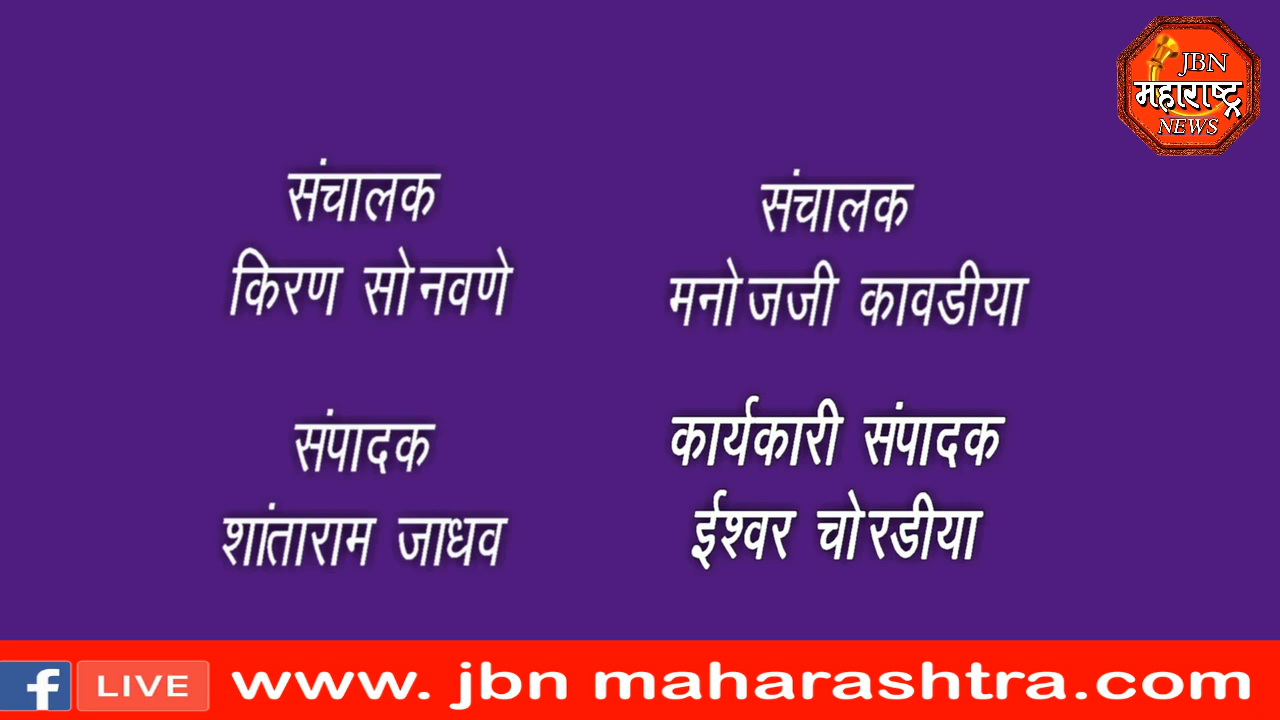 JBN
महाराष्ट्र
NEWS
संचालक
किरण सोनवणे
संचालक
मनोजजी कावडीया
संपादक
शांताराम जाधव
कार्यकारी संपादक
ईश्वर चोरडीया
f LIVE www. jbn maharashtra.com